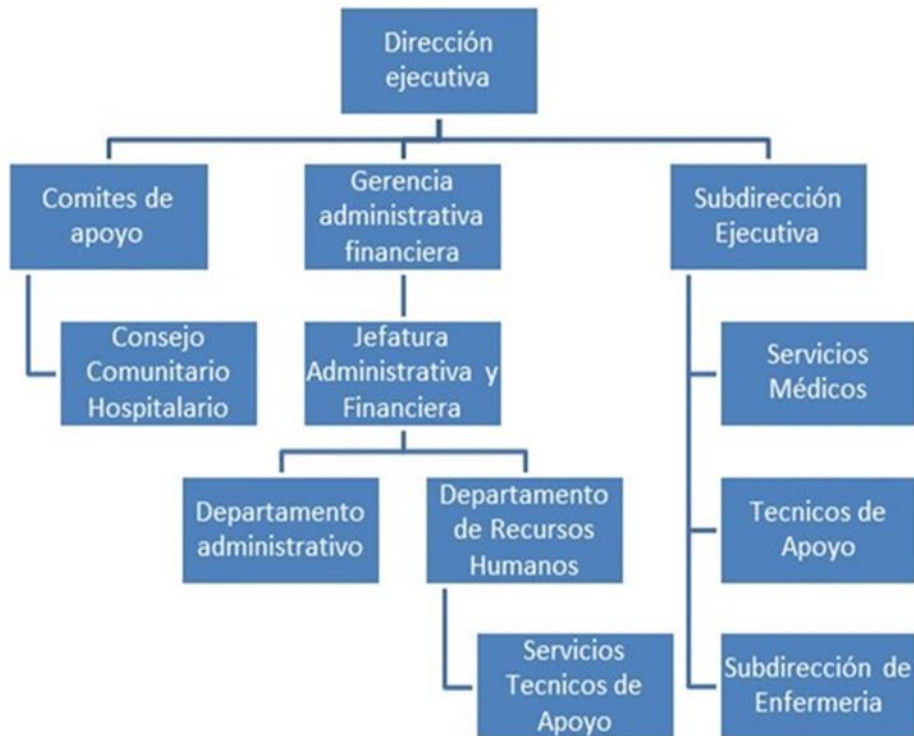 Dirección
ejecutiva
Comites de
apoyo
Gerencia
administrativa
financiera
Subdirección
Ejecutiva
Consejo
Comunitario
Hospitalario
Jefatura
Administrativa y
Financiera
Servicios
Médicos
Departamento
administrativo
Departamento
de Recursos
Humanos
Tecnicos de
Apoyo
Servicios
Tecnicos de
Apoyo
Subdirección de
Enfermeria